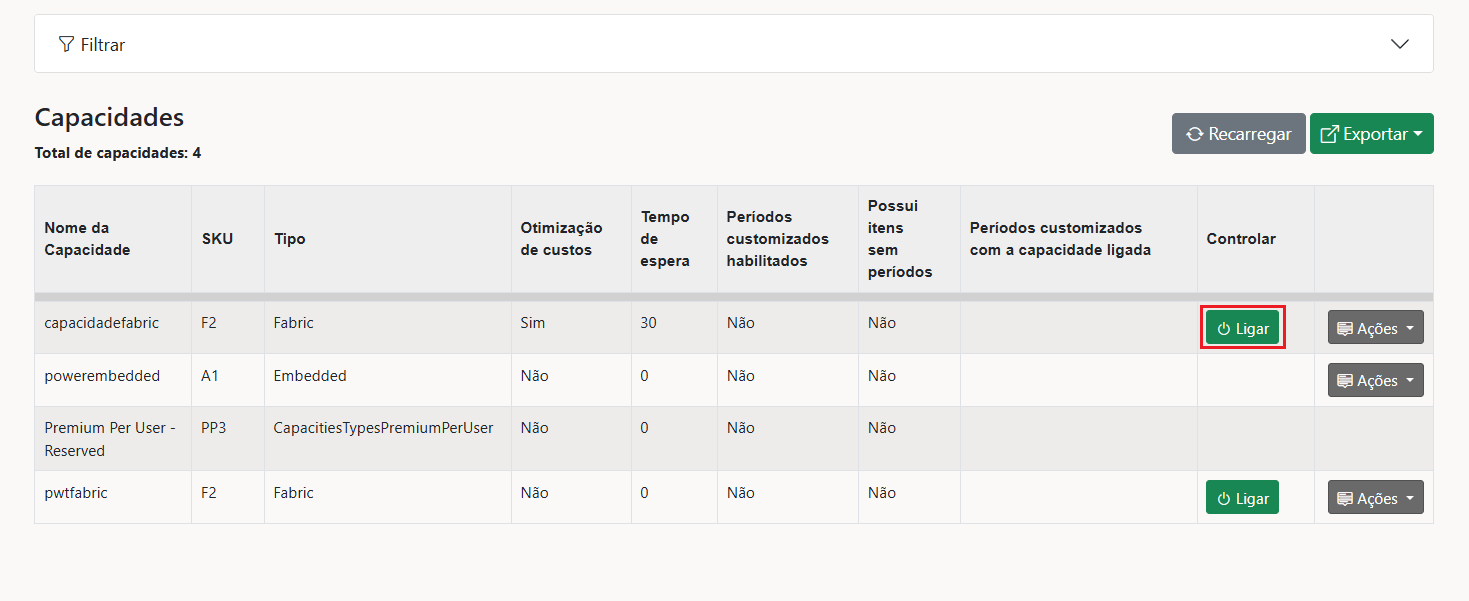 Filtrar
Capacidades
Total de capacidades: 4
Recarregar
Exportar
Nome da
Capacidade
SKU
Tipo
Otimização
de custos
Tempo
de
espera
Períodos
customizados
habilitados
Possui
itens
sem
períodos
Períodos customizados
com a capacidade ligada
Controlar
capacidadefabric F2 Fabric Sim 30 Não Não Ligar Ações
powerembedded A1 Embedded Não 0 Não Não Ações
Premium Per User - PP3 CapacitiesTypesPremiumPerUser Não 0 Não Não
Reserved
pwtfabric F2 Fabric Não 0 Não Não Ligar Ações